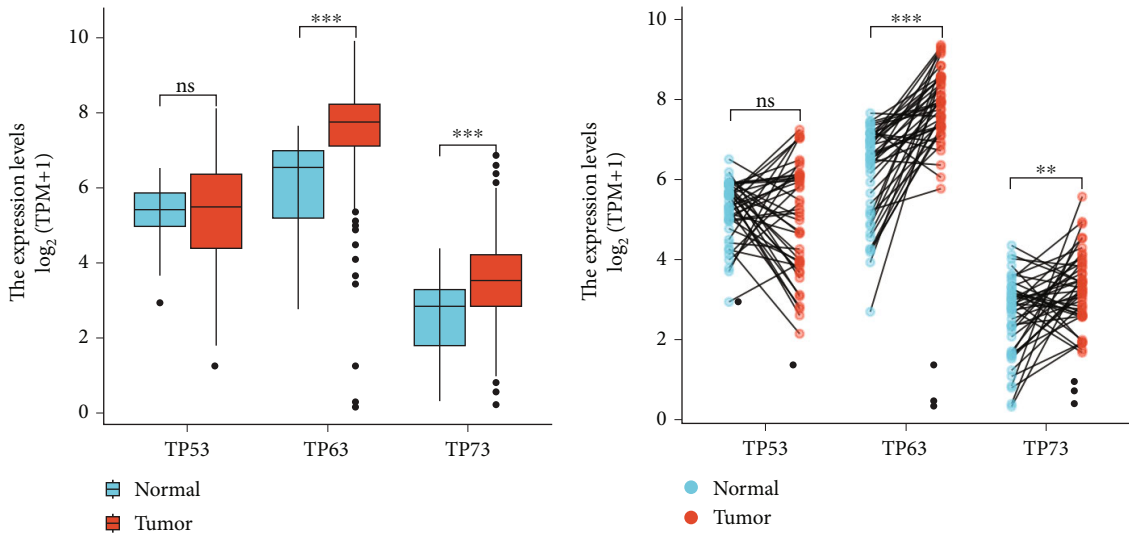 The expression levels
log₂ (TPM+1)
10
8
6
4
2
0
ns
***
***
TP53
TP63
TP73
Normal
Tumor
The expression levels
log₂ (TPM+1)
10
8
6
4
2
0
ns
***
**
TP53
TP63
TP73
Normal
Tumor